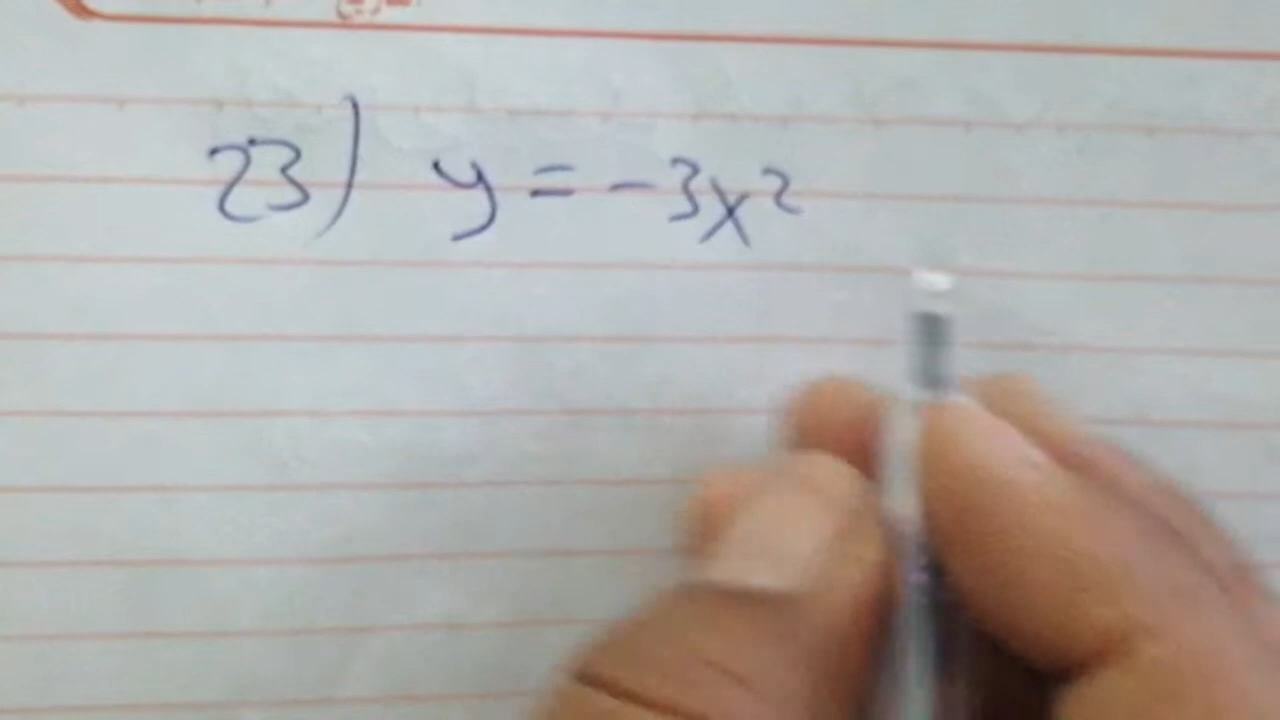 23) y = -3x²